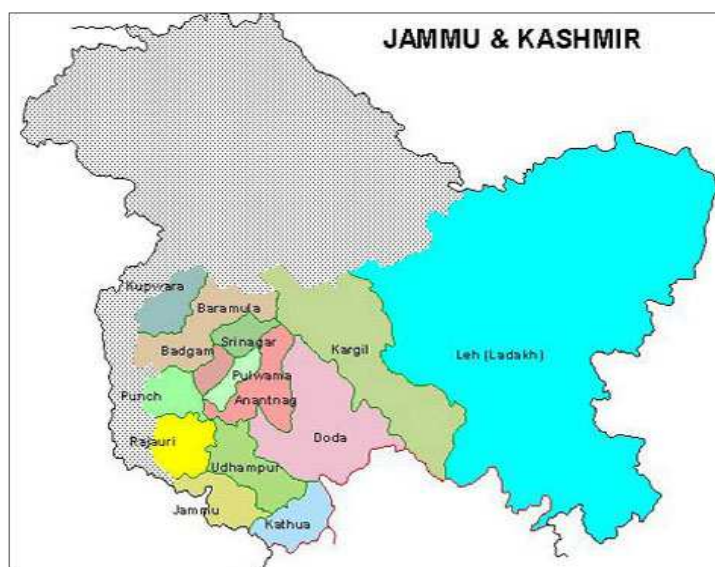 JAMMU & KASHMIR
Kupwara
Baramula
Srinagar
Badgam
Kargil
Leh (Ladakh)
Pulwama
Punch
Anantnag
Doda
Rajauri
Udhampur
Jammu
Kathua